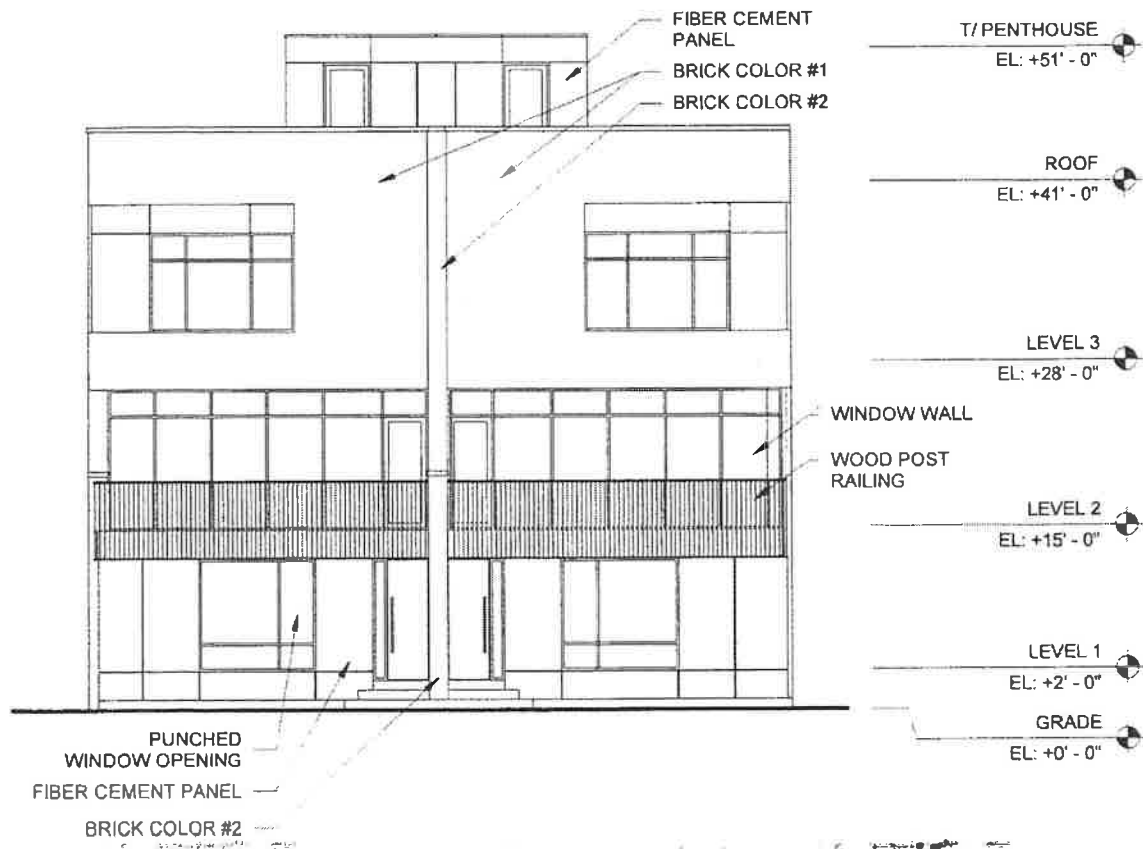 FIBER CEMENT
PANEL
BRICK COLOR #1
BRICK COLOR #2
T/ PENTHOUSE
EL: +51' - 0"
ROOF
EL: +41' - 0"
LEVEL 3
EL: +28' - 0"
WINDOW WALL
WOOD POST
RAILING
LEVEL 2
EL: +15' - 0"
LEVEL 1
EL: +2' - 0"
GRADE
EL: +0' - 0"
PUNCHED
WINDOW OPENING
FIBER CEMENT PANEL
BRICK COLOR #2